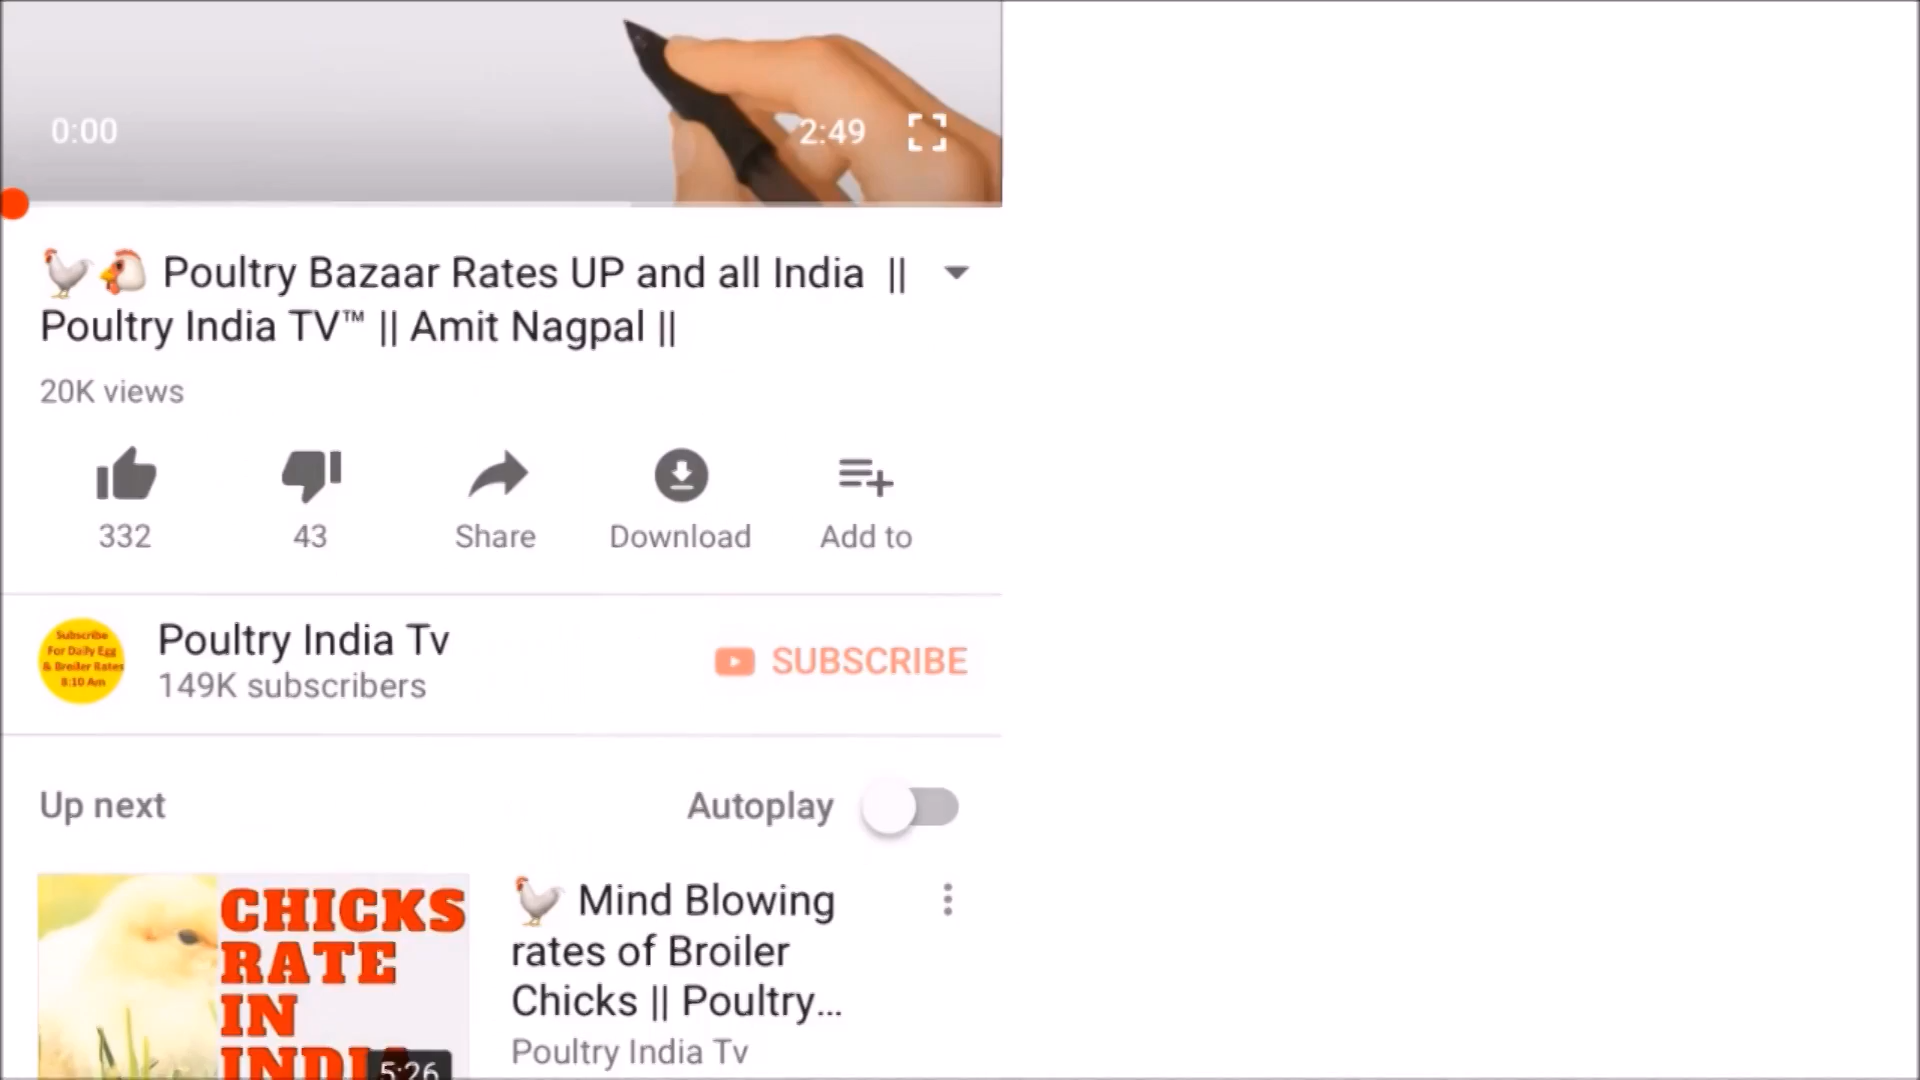 0:00
2:49
Poultry Bazaar Rates UP and all India ||
Poultry India TV™ || Amit Nagpal ||
20K views
332
43
Share
Download
Add to
Subscribe
For Daily Egg
& Broiler Rates
8:10 Am
Poultry India Tv
149K subscribers
SUBSCRIBE
Up next
Autoplay
CHICKS
RATE
IN
INDIA
5:26
Mind Blowing
rates of Broiler
Chicks || Poultry...
Poultry India Tv